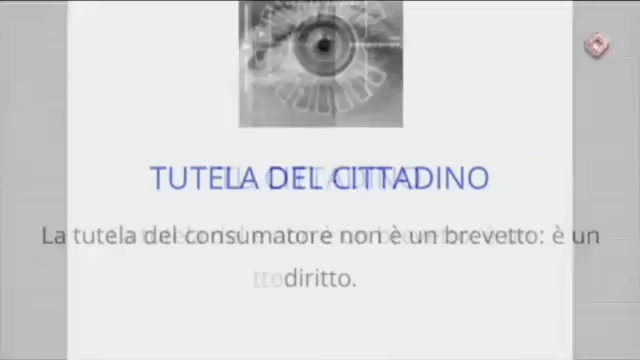 TUTELA DEL CITTADINO
La tutela del consumatore non è un brevetto: è un
diritto.